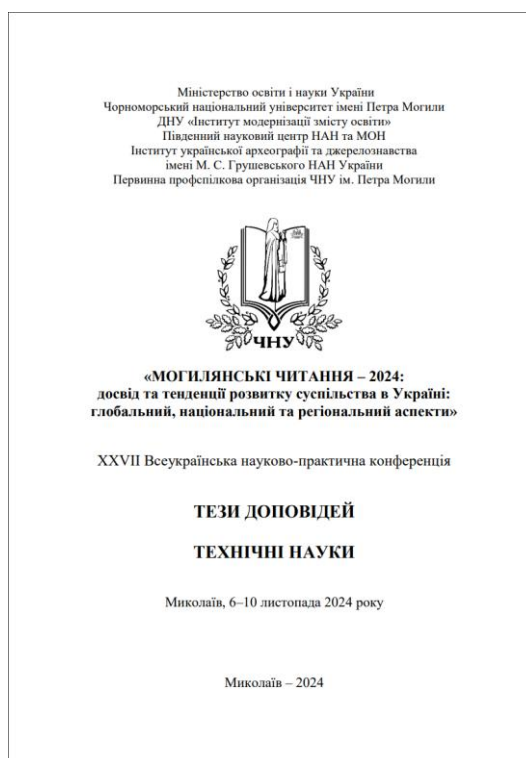 Міністерство освіти і науки України
Чорноморський національний університет імені Петра Могили
ДНУ «Інститут модернізації змісту освіти»
Південний науковий центр НАН та МОН
Інститут української археографії та джерелознавства
імені М. С. Грушевського НАН України
Первинна профспілкова організація ЧНУ ім. Петра Могили
ЧНУ
«МОГИЛЯНСЬКІ ЧИТАННЯ – 2024:
досвід та тенденції розвитку суспільства в Україні:
глобальний, національний та регіональний аспекти»
XXVII Всеукраїнська науково-практична конференція
ТЕЗИ ДОПОВІДЕЙ
ТЕХНІЧНІ НАУКИ
Миколаїв, 6–10 листопада 2024 року
Миколаїв – 2024